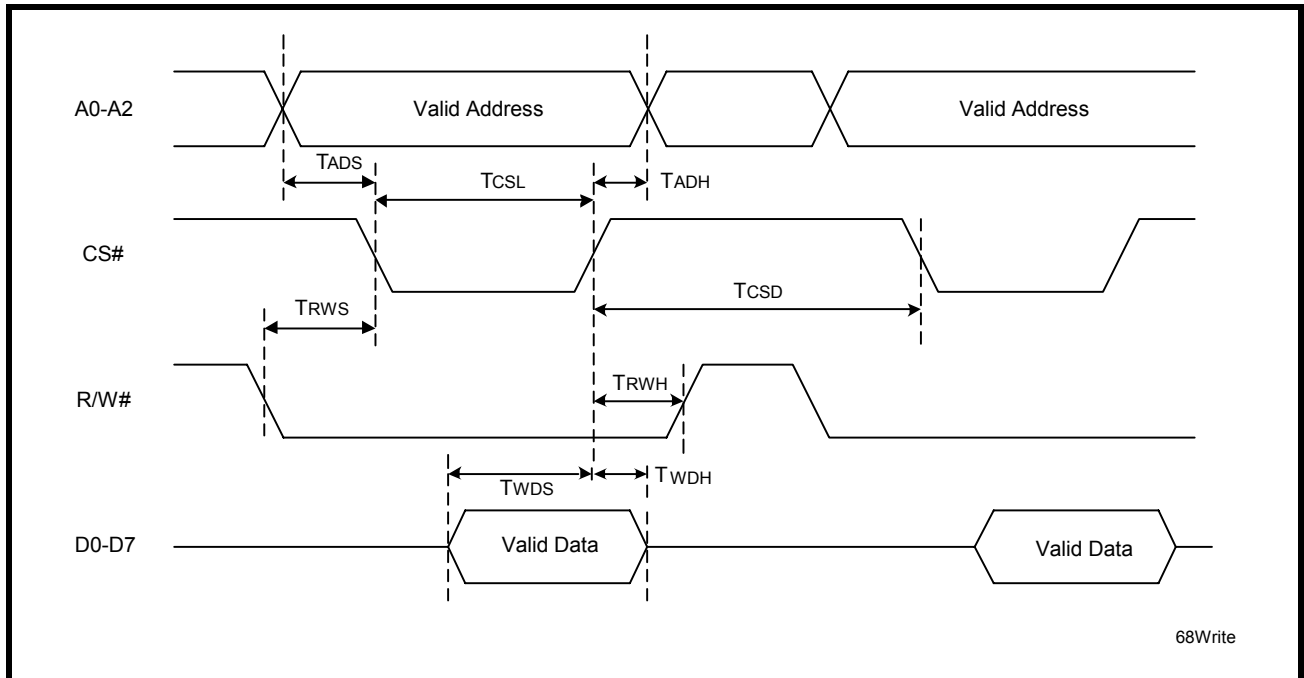 A0-A2
Valid Address
Valid Address
TADS
TCSL
TADH
CS#
TRWS
TCSD
R/W#
TRWH
TWDS
TWDH
D0-D7
Valid Data
Valid Data
68Write